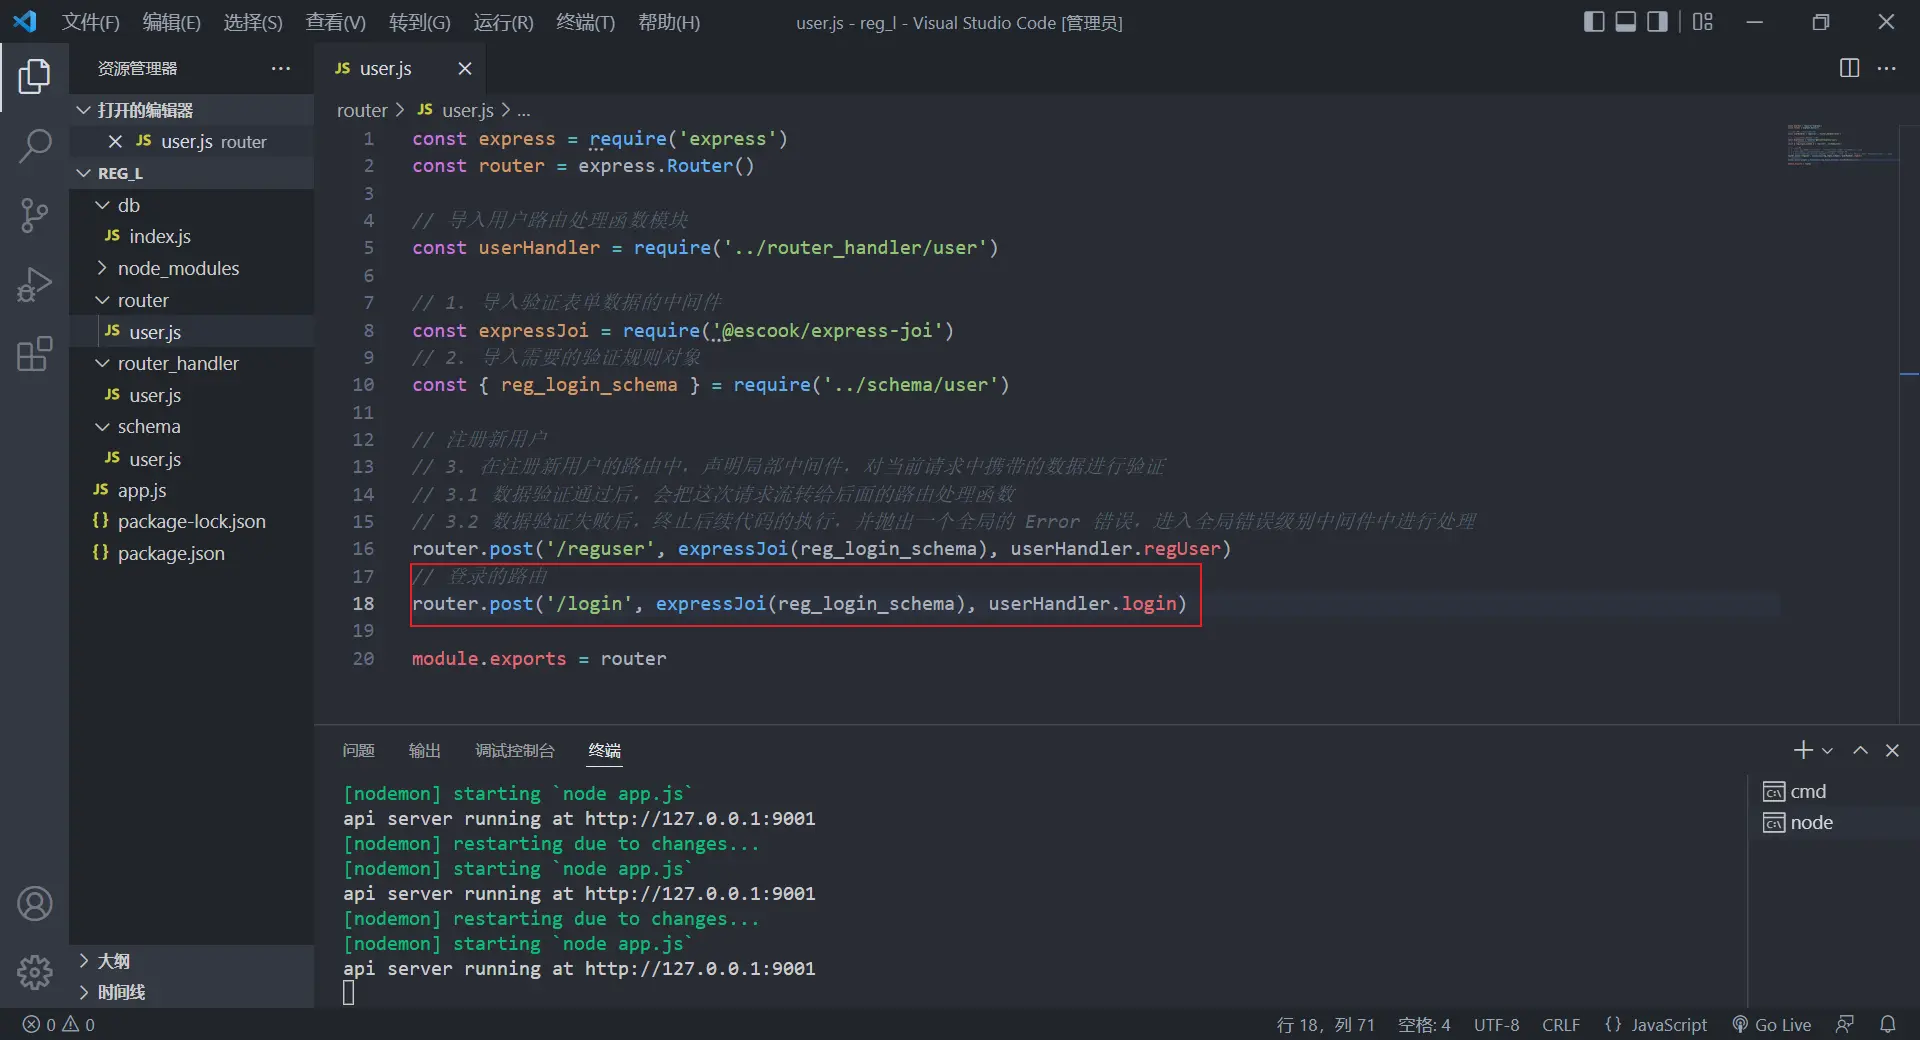 文件(F) 编辑(E) 选择(S) 查看(V) 转到(G) 运行(R) 终端(T) 帮助(H) user.js - reg_l - Visual Studio Code [管理员]
资源管理器 ···
打开的编辑器
JS user.js router
REG_L
db
JS index.js
node_modules
router
JS user.js
router_handler
JS user.js
schema
JS user.js
JS app.js
{} package-lock.json
{} package.json
大纲
时间线
JS user.js
router > JS user.js > ...
1 const express = require('express')
2 const router = express.Router()
3
4 // 导入用户路由处理函数模块
5 const userHandler = require('../router_handler/user')
6
7 // 1. 导入验证表单数据的中间件
8 const expressJoi = require('@escook/express-joi')
9 // 2. 导入需要的验证规则对象
10 const { reg_login_schema } = require('../schema/user')
11
12 // 注册新用户
13 // 3. 在注册新用户的路由中，声明局部中间件，对当前请求中携带的数据进行验证
14 // 3.1 数据验证通过后，会把这次请求流转给后面的路由处理函数
15 // 3.2 数据验证失败后，终止后续代码的执行，并抛出一个全局的 Error 错误，进入全局错误级别中间件中进行处理
16 router.post('/reguser', expressJoi(reg_login_schema), userHandler.regUser)
17 // 登录的路由
18 router.post('/login', expressJoi(reg_login_schema), userHandler.login)
19
20 module.exports = router
问题 输出 调试控制台 终端
[nodemon] starting `node app.js`
api server running at http://127.0.0.1:9001
[nodemon] restarting due to changes...
[nodemon] starting `node app.js`
api server running at http://127.0.0.1:9001
[nodemon] restarting due to changes...
[nodemon] starting `node app.js`
api server running at http://127.0.0.1:9001
cmd
node
0 0 行 18，列 71 空格: 4 UTF-8 CRLF {} JavaScript Go Live